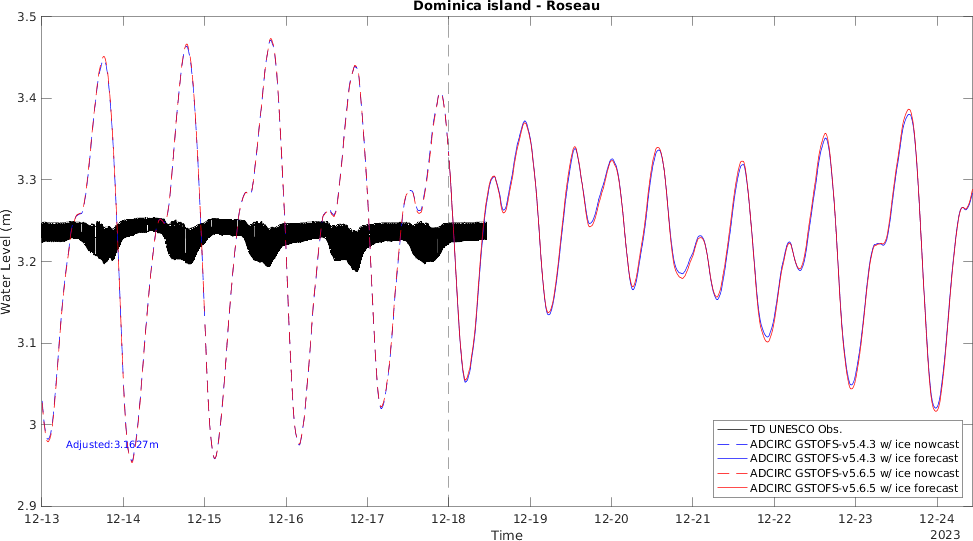 Dominica island - Roseau
3.5
3.4
3.3
3.2
3.1
3
2.9
Water Level (m)
Adjusted:3.1627m
TD UNESCO Obs.
ADCIRC GSTOFS-v5.4.3 w/ ice nowcast
ADCIRC GSTOFS-v5.4.3 w/ ice forecast
ADCIRC GSTOFS-v5.6.5 w/ ice nowcast
ADCIRC GSTOFS-v5.6.5 w/ ice forecast
12-13 12-14 12-15 12-16 12-17 12-18 12-19 12-20 12-21 12-22 12-23 12-24
Time
2023